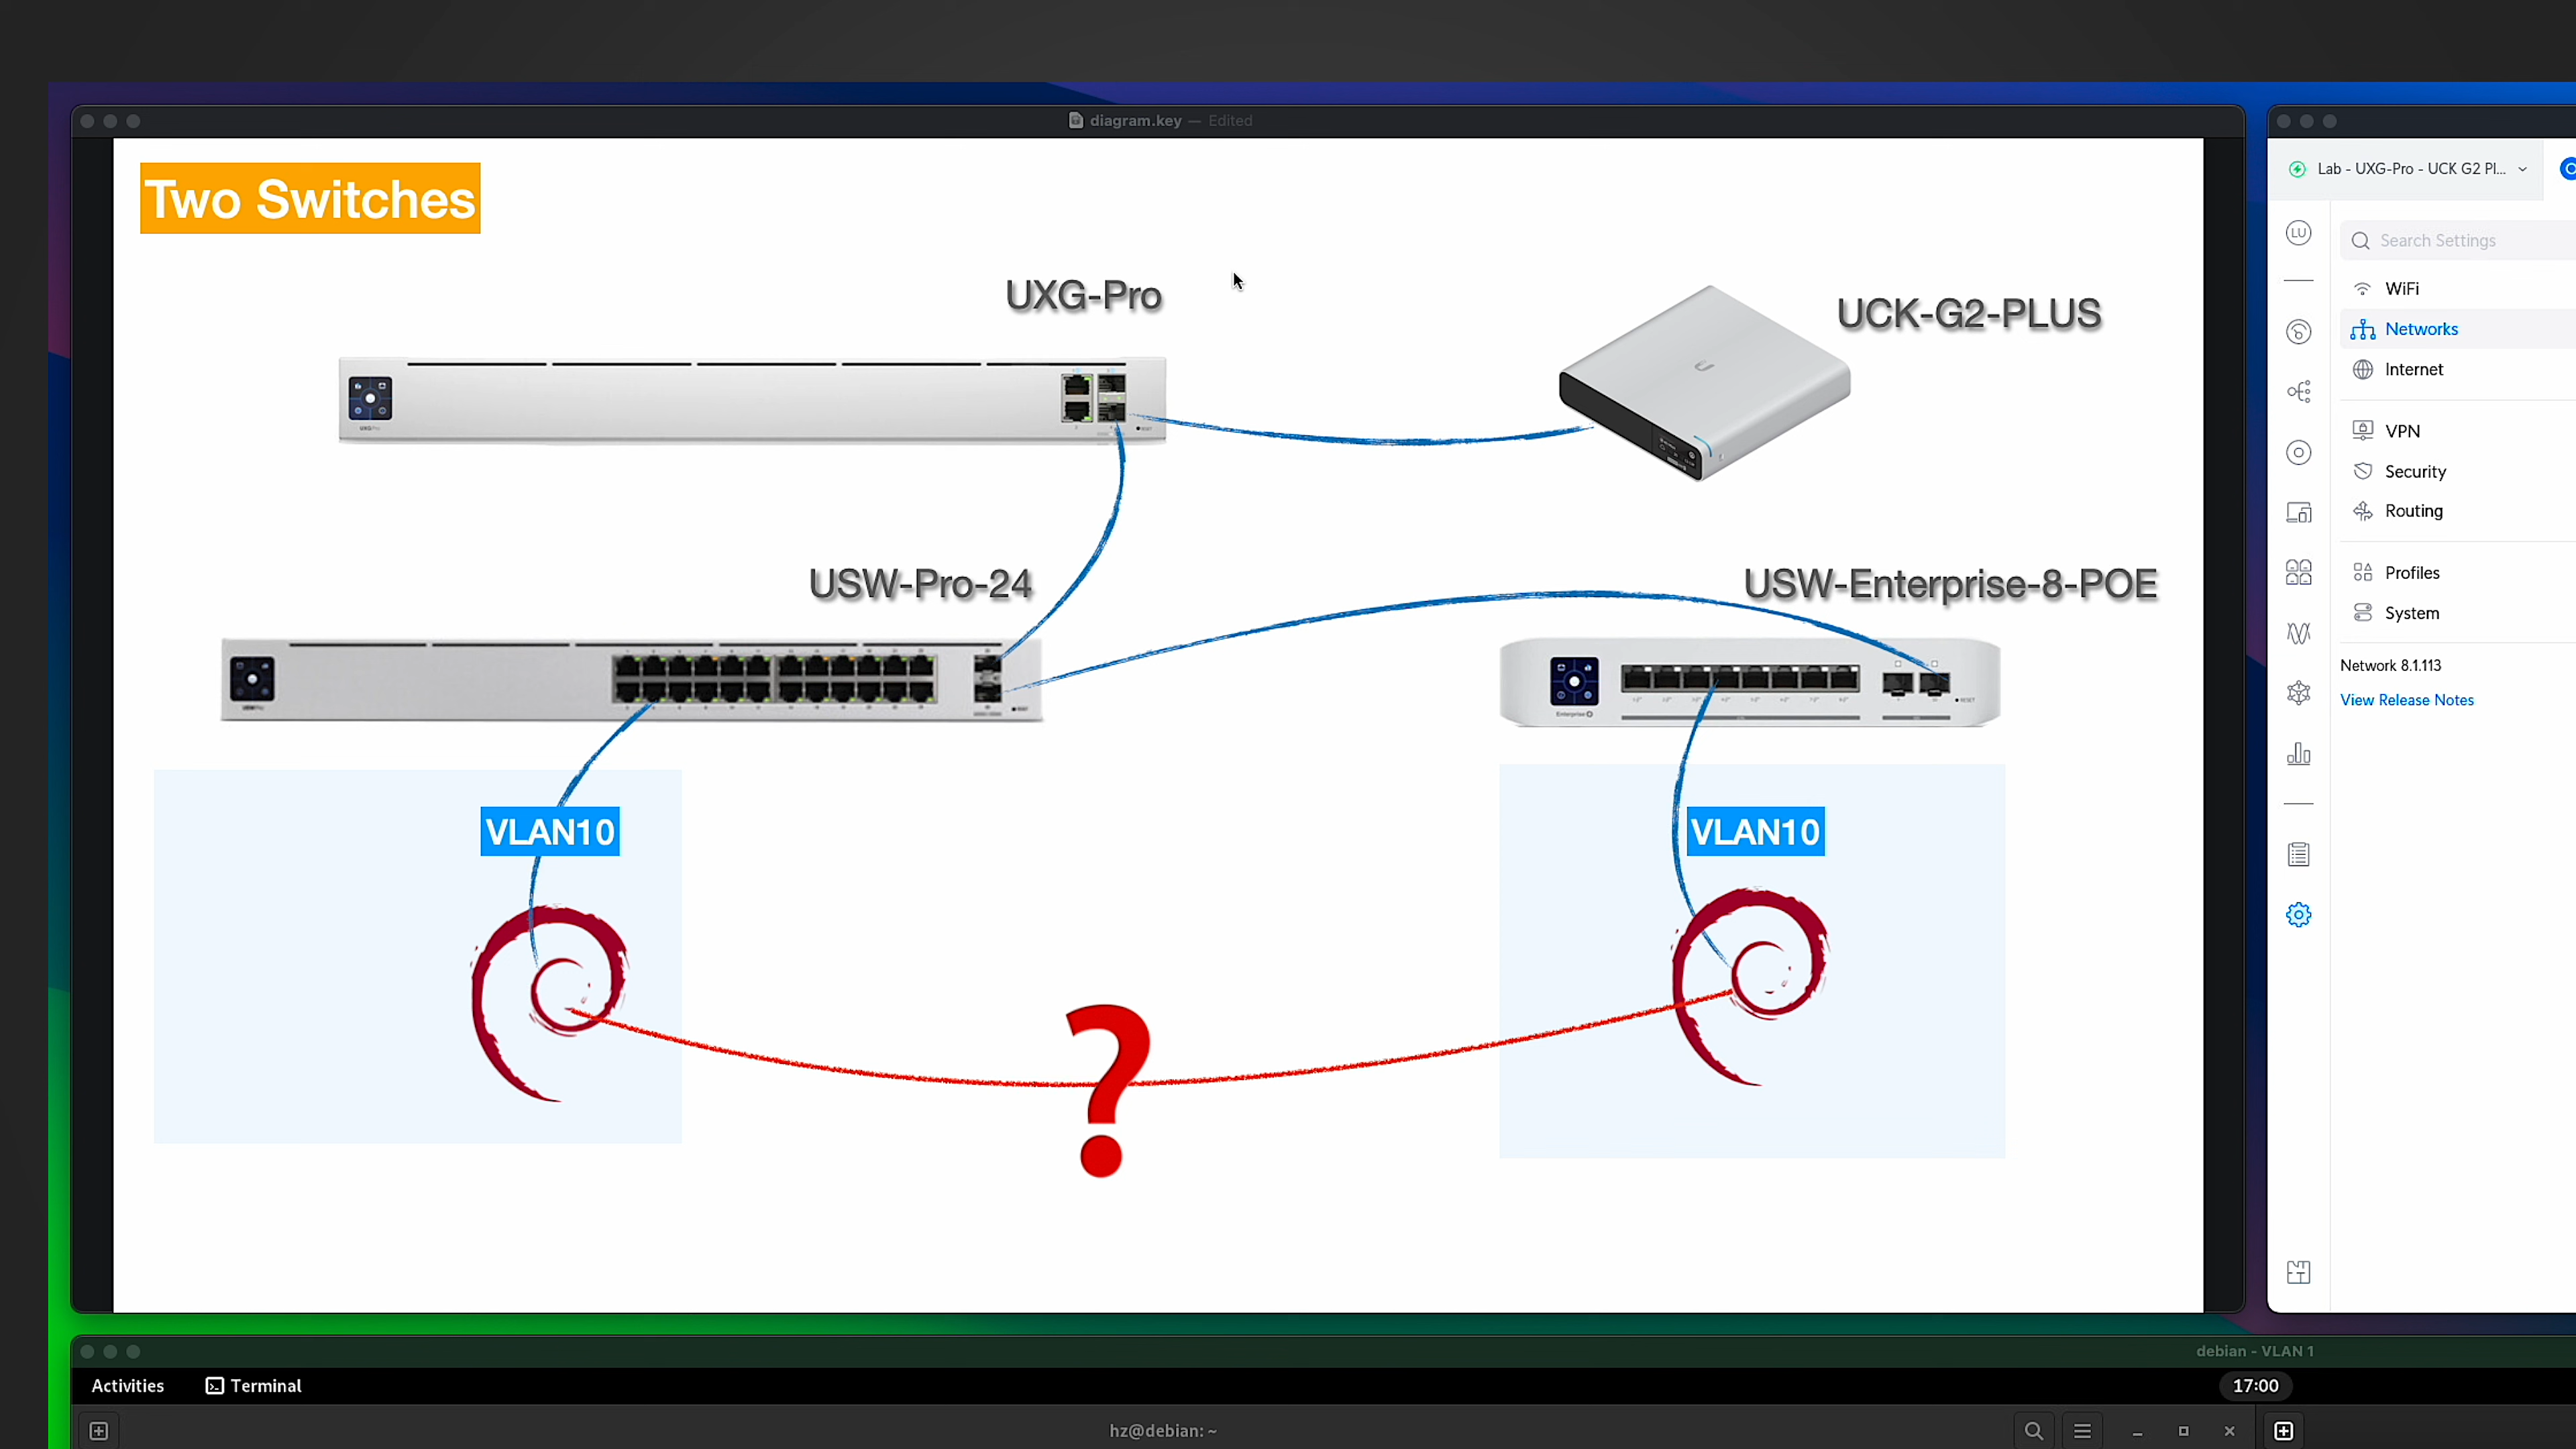 diagram.key — Edited
Two Switches
UXG-Pro
UCK-G2-PLUS
USW-Pro-24
USW-Enterprise-8-POE
VLAN10
VLAN10
?
Lab - UXG-Pro - UCK G2 Pl...
LU
Search Settings
WiFi
Networks
Internet
VPN
Security
Routing
Profiles
System
Network 8.1.113
View Release Notes
debian - VLAN 1
Activities
Terminal
17:00
hz@debian: ~